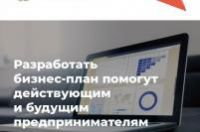 Разработать
бизнес-план помогут
действующим
и будущим
предпринимателям